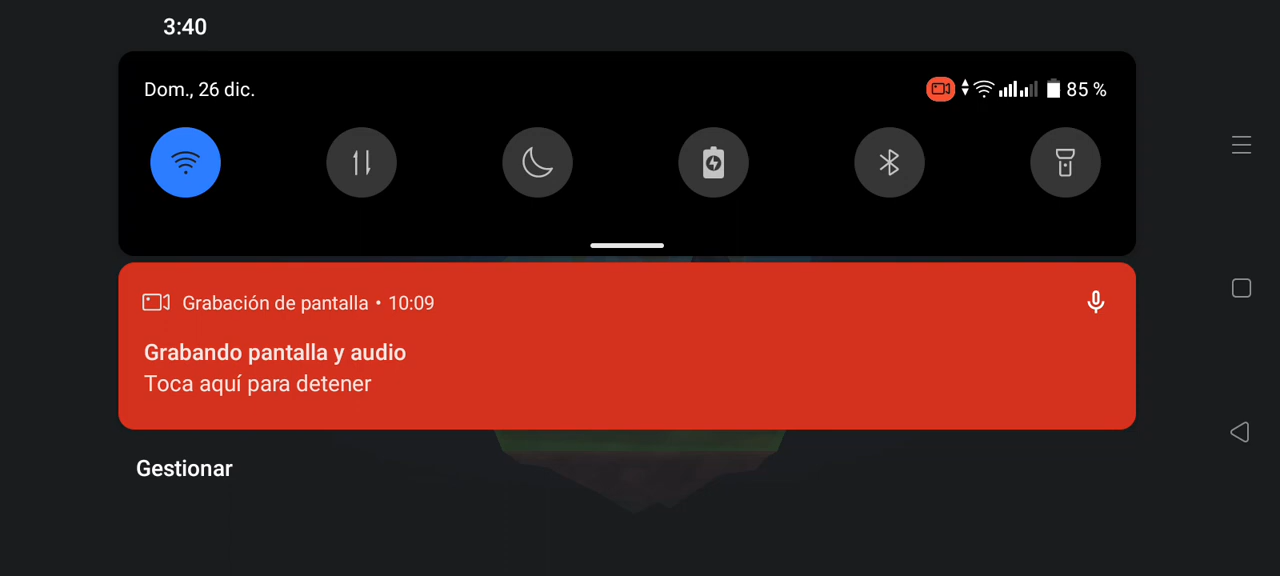 3:40
Dom., 26 dic.
85 %
Grabación de pantalla • 10:09
Grabando pantalla y audio
Toca aquí para detener
Gestionar